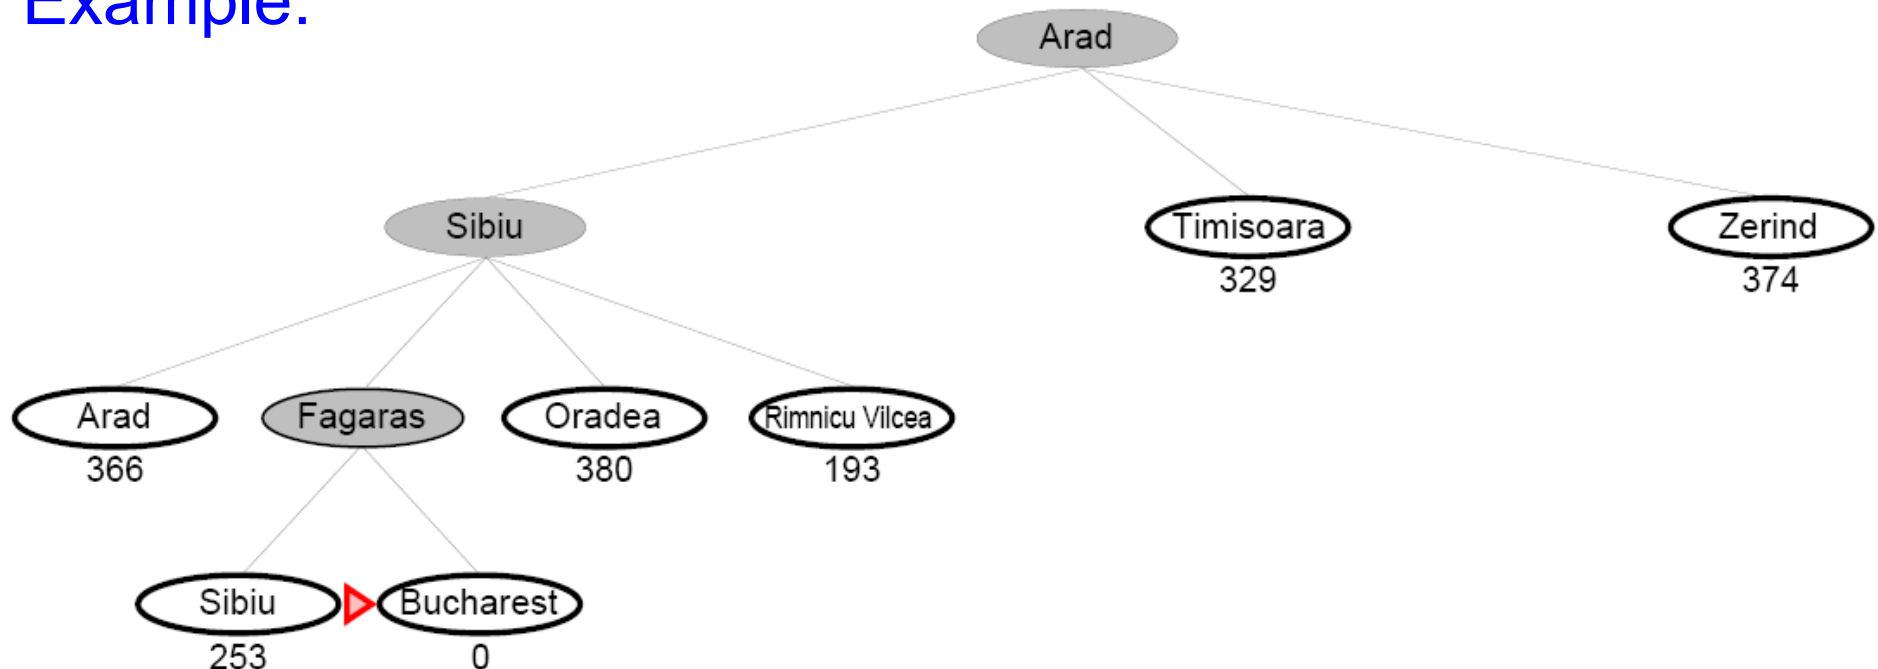 Example:
Arad
Sibiu Timisoara Zerind
329 374
Arad Fagaras Oradea Rimnicu Vilcea
366 380 193
Sibiu Bucharest
253 0